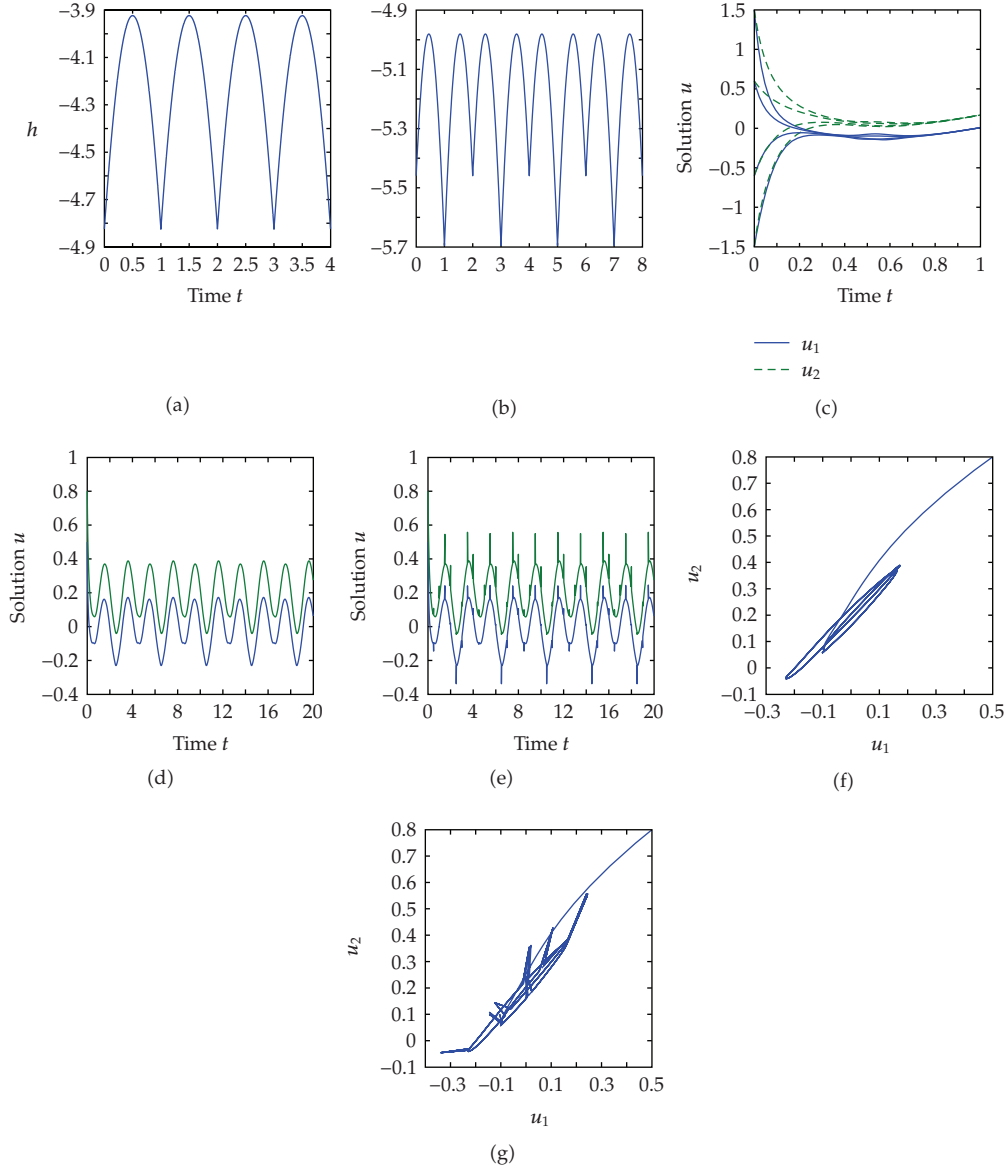 −3.9 −4.1 −4.3 −4.5 −4.7 −4.9
h
0 0.5 1 1.5 2 2.5 3 3.5 4
Time t
(a)
−4.9 −5.1 −5.3 −5.5 −5.7
0 1 2 3 4 5 6 7 8
Time t
(b)
1.5 1 0.5 0 −0.5 −1 −1.5
Solution u
0 0.2 0.4 0.6 0.8 1
Time t
u1
u2
(c)
1 0.8 0.6 0.4 0.2 0 −0.2 −0.4
Solution u
0 4 8 12 16 20
Time t
(d)
1 0.8 0.6 0.4 0.2 0 −0.2 −0.4
Solution u
0 4 8 12 16 20
Time t
(e)
0.8 0.7 0.6 0.5 0.4 0.3 0.2 0.1 0 −0.1
u2
−0.3 −0.1 0.1 0.3 0.5
u1
(f)
0.8 0.7 0.6 0.5 0.4 0.3 0.2 0.1 0 −0.1
u2
−0.3 −0.1 0.1 0.3 0.5
u1
(g)